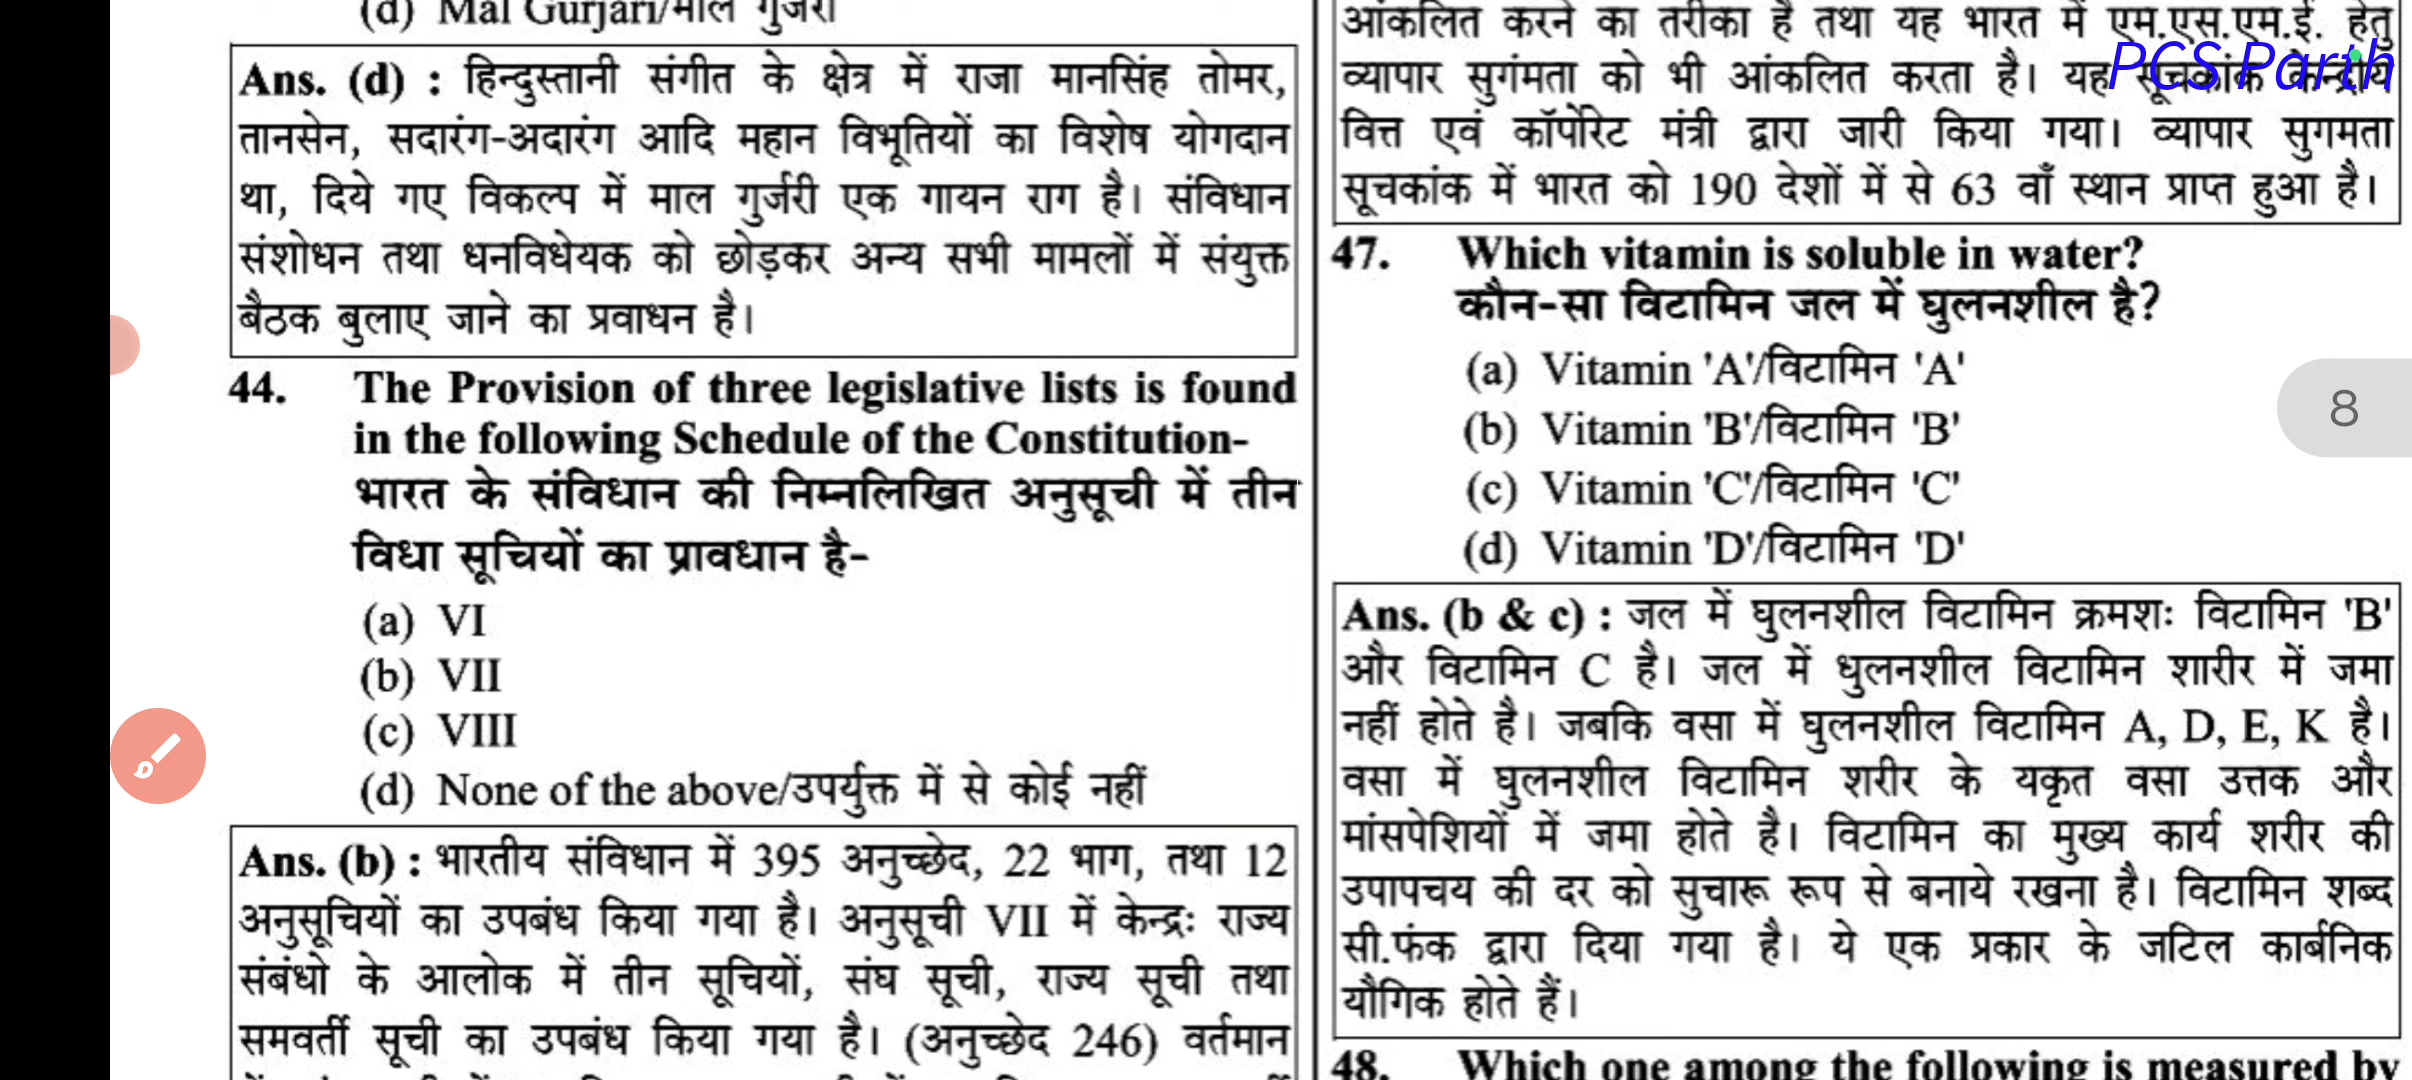 (d) Mal Gurjari/माल गुर्जरी
Ans. (d) : हिन्दुस्तानी संगीत के क्षेत्र में राजा मानसिंह तोमर,
तानसेन, सदारंग-अदारंग आदि महान विभूतियों का विशेष योगदान
था, दिये गए विकल्प में माल गुर्जरी एक गायन राग है। संविधान
संशोधन तथा धनविधेयक को छोड़कर अन्य सभी मामलों में संयुक्त
बैठक बुलाए जाने का प्रवाधन है।
44. The Provision of three legislative lists is found
in the following Schedule of the Constitution-
भारत के संविधान की निम्नलिखित अनुसूची में तीन
विधा सूचियों का प्रावधान है-
(a) VI
(b) VII
(c) VIII
(d) None of the above/उपर्युक्त में से कोई नहीं
Ans. (b) : भारतीय संविधान में 395 अनुच्छेद, 22 भाग, तथा 12
अनुसूचियों का उपबंध किया गया है। अनुसूची VII में केन्द्रः राज्य
संबंधो के आलोक में तीन सूचियों, संघ सूची, राज्य सूची तथा
समवर्ती सूची का उपबंध किया गया है। (अनुच्छेद 246) वर्तमान
आंकलित करने का तरीका है तथा यह भारत में एम.एस.एम.ई. हेतु
PCS Parth
व्यापार सुगंमता को भी आंकलित करता है। यह सूचकांक केन्द्रीय
वित्त एवं कॉर्पोरेट मंत्री द्वारा जारी किया गया। व्यापार सुगमता
सूचकांक में भारत को 190 देशों में से 63 वाँ स्थान प्राप्त हुआ है।
47. Which vitamin is soluble in water?
कौन-सा विटामिन जल में घुलनशील है?
(a) Vitamin 'A'/विटामिन 'A'
(b) Vitamin 'B'/विटामिन 'B'
(c) Vitamin 'C'/विटामिन 'C'
(d) Vitamin 'D'/विटामिन 'D'
8
Ans. (b & c) : जल में घुलनशील विटामिन क्रमशः विटामिन 'B'
और विटामिन C है। जल में धुलनशील विटामिन शारीर में जमा
नहीं होते है। जबकि वसा में घुलनशील विटामिन A, D, E, K है।
वसा में घुलनशील विटामिन शरीर के यकृत वसा उत्तक और
मांसपेशियों में जमा होते है। विटामिन का मुख्य कार्य शरीर की
उपापचय की दर को सुचारू रूप से बनाये रखना है। विटामिन शब्द
सी.फंक द्वारा दिया गया है। ये एक प्रकार के जटिल कार्बनिक
यौगिक होते हैं।
48. Which one among the following is measured by